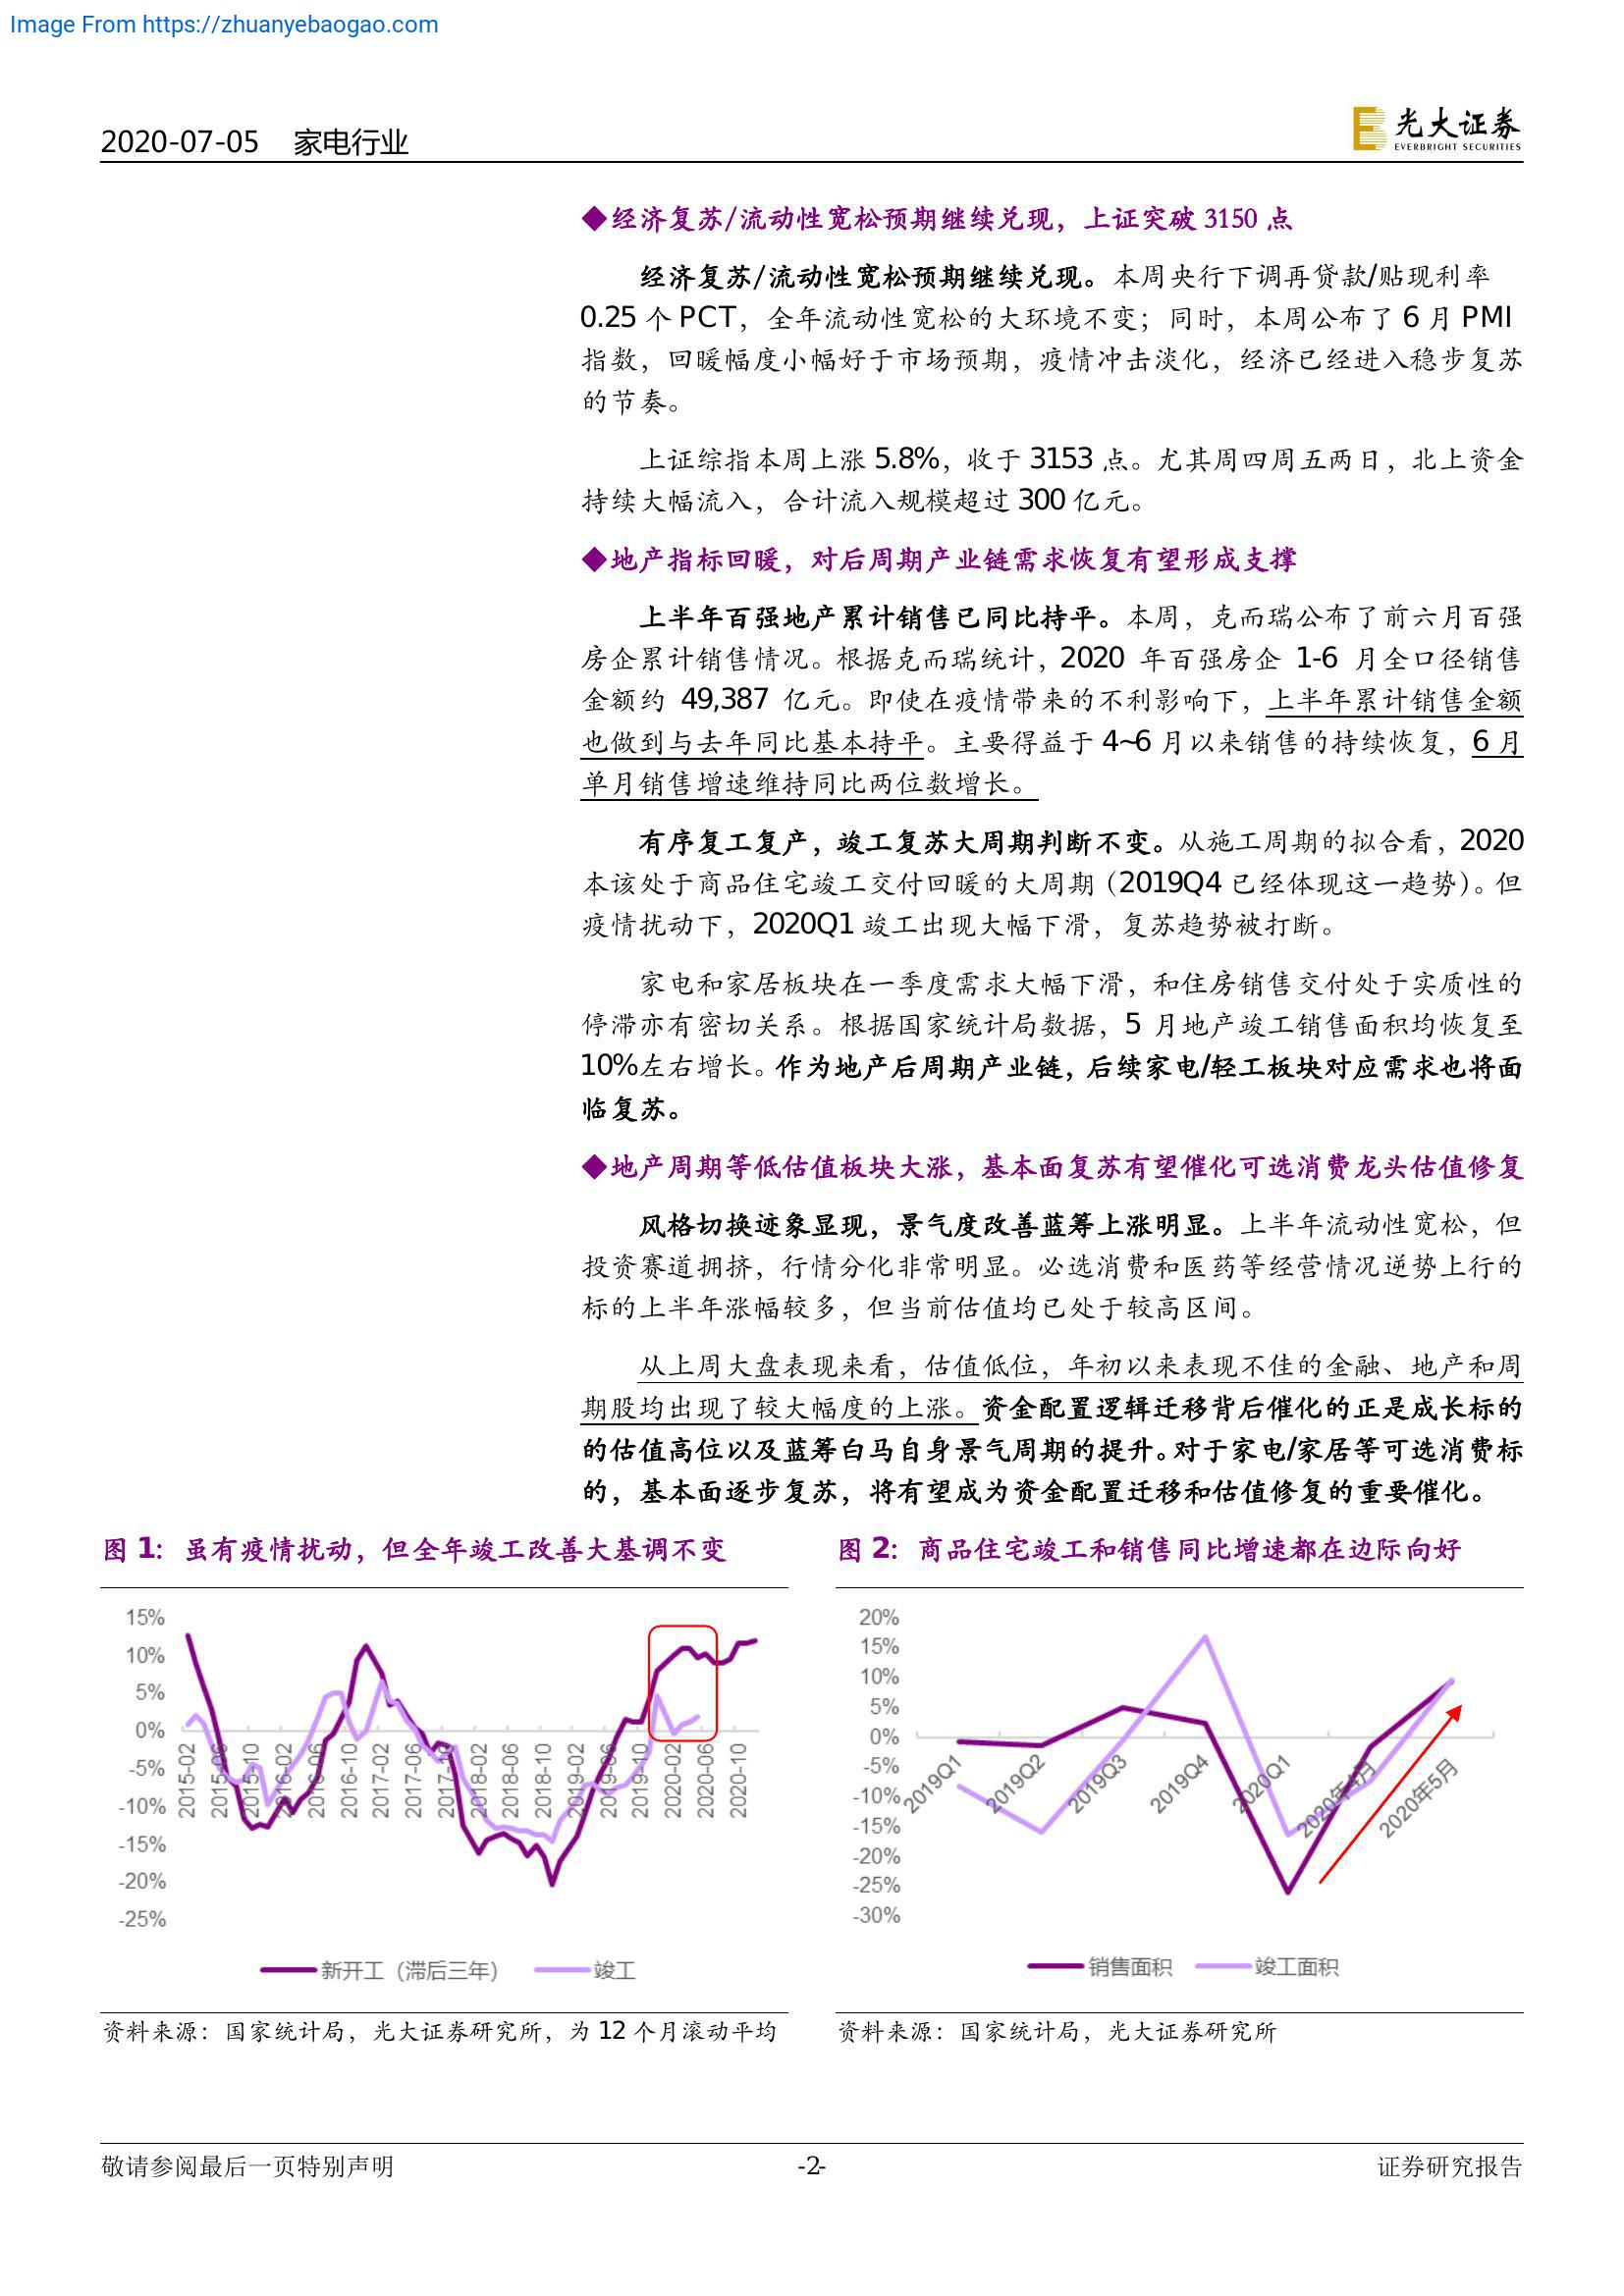 Image From https://zhuanyebaogao.com
2020-07-05 家电行业
光大证券
EVERBRIGHT SECURITIES
◆经济复苏/流动性宽松预期继续兑现，上证突破 3150 点
经济复苏/流动性宽松预期继续兑现。本周央行下调再贷款/贴现利率
0.25 个 PCT，全年流动性宽松的大环境不变；同时，本周公布了 6 月 PMI
指数，回暖幅度小幅好于市场预期，疫情冲击淡化，经济已经进入稳步复苏
的节奏。
上证综指本周上涨 5.8%，收于 3153 点。尤其周四周五两日，北上资金
持续大幅流入，合计流入规模超过 300 亿元。
◆地产指标回暖，对后周期产业链需求恢复有望形成支撑
上半年百强地产累计销售已同比持平。本周，克而瑞公布了前六月百强
房企累计销售情况。根据克而瑞统计，2020 年百强房企 1-6 月全口径销售
金额约 49,387 亿元。即使在疫情带来的不利影响下，上半年累计销售金额
也做到与去年同比基本持平。主要得益于 4~6 月以来销售的持续恢复，6 月
单月销售增速维持同比两位数增长。
有序复工复产，竣工复苏大周期判断不变。从施工周期的拟合看，2020
本该处于商品住宅竣工交付回暖的大周期（2019Q4 已经体现这一趋势）。但
疫情扰动下，2020Q1 竣工出现大幅下滑，复苏趋势被打断。
家电和家居板块在一季度需求大幅下滑，和住房销售交付处于实质性的
停滞亦有密切关系。根据国家统计局数据，5 月地产竣工销售面积均恢复至
10%左右增长。作为地产后周期产业链，后续家电/轻工板块对应需求也将面
临复苏。
◆地产周期等低估值板块大涨，基本面复苏有望催化可选消费龙头估值修复
风格切换迹象显现，景气度改善蓝筹上涨明显。上半年流动性宽松，但
投资赛道拥挤，行情分化非常明显。必选消费和医药等经营情况逆势上行的
标的上半年涨幅较多，但当前估值均已处于较高区间。
从上周大盘表现来看，估值低位，年初以来表现不佳的金融、地产和周
期股均出现了较大幅度的上涨。资金配置逻辑迁移背后催化的正是成长标的
的估值高位以及蓝筹白马自身景气周期的提升。对于家电/家居等可选消费标
的，基本面逐步复苏，将有望成为资金配置迁移和估值修复的重要催化。
图 1：虽有疫情扰动，但全年竣工改善大基调不变
15%
10%
5%
0%
-5%
-10%
-15%
-20%
-25%
2015-02
2015-06
2015-10
2016-02
2016-06
2016-10
2017-02
2017-06
2017-10
2018-02
2018-06
2018-10
2019-02
2019-06
2019-10
2020-02
2020-06
2020-10
新开工（滞后三年）
竣工
资料来源：国家统计局，光大证券研究所，为 12 个月滚动平均
图 2：商品住宅竣工和销售同比增速都在边际向好
20%
15%
10%
5%
0%
-5%
-10%
-15%
-20%
-25%
-30%
2019Q1
2019Q2
2019Q3
2019Q4
2020Q1
2020年4月
2020年5月
销售面积
竣工面积
资料来源：国家统计局，光大证券研究所
敬请参阅最后一页特别声明
-2-
证券研究报告